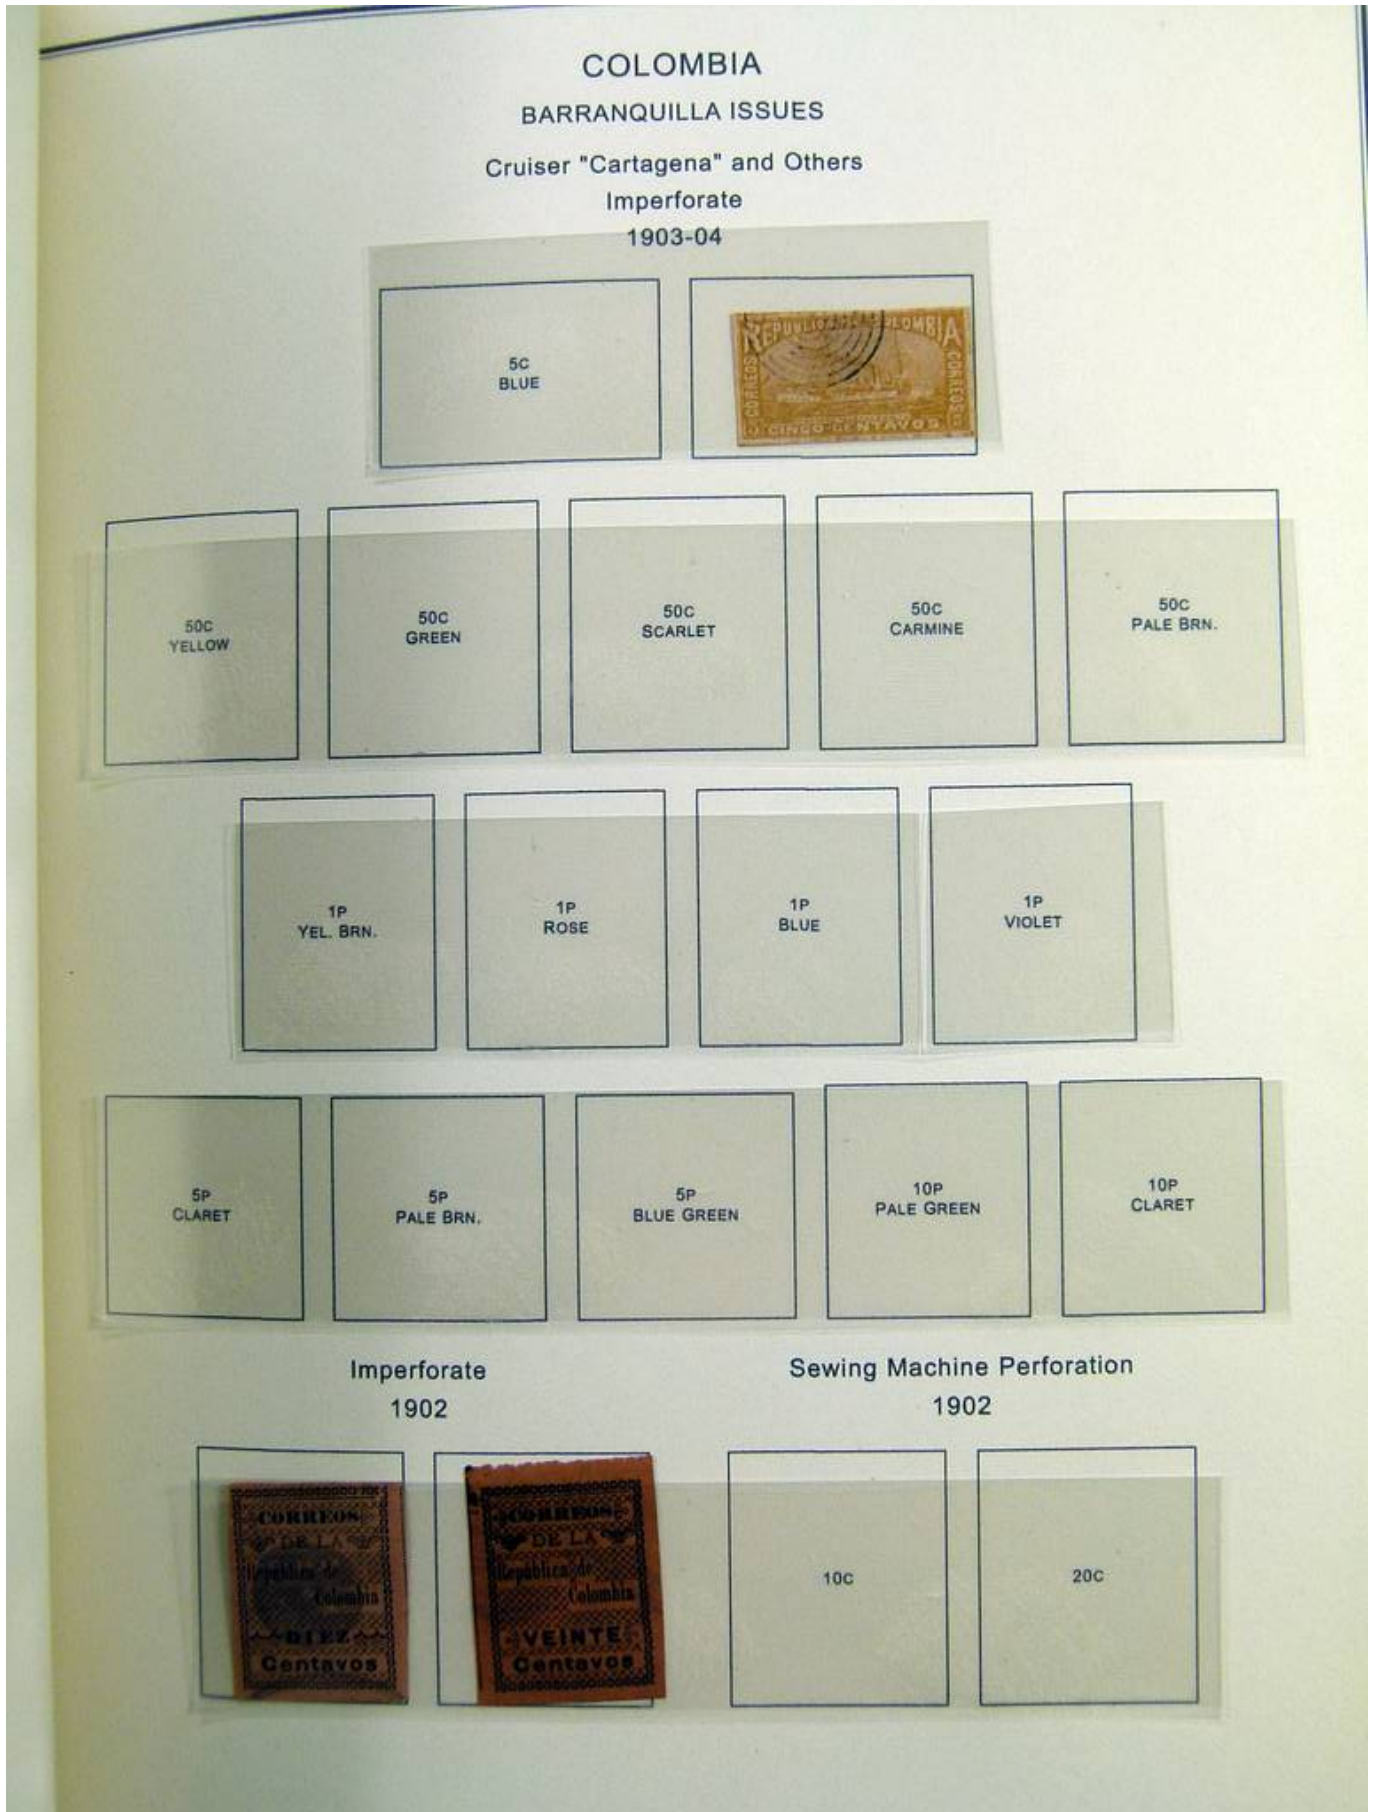 COLOMBIA
BARRANQUILLA ISSUES
Cruiser "Cartagena" and Others
Imperforate
1903-04
5C
BLUE
REPUBLICA COLOMBIA
CORREOS
CORREOS
CINCO CENTAVOS
50C
YELLOW
50C
GREEN
50C
SCARLET
50C
CARMINE
50C
PALE BRN.
1P
YEL. BRN.
1P
ROSE
1P
BLUE
1P
VIOLET
5P
CLARET
5P
PALE BRN.
5P
BLUE GREEN
10P
PALE GREEN
10P
CLARET
Imperforate
1902
Sewing Machine Perforation
1902
CORREOS
DE LA
República de
Colombia
DIEZ
Centavos
CORREOS
DE LA
República de
Colombia
VEINTE
Centavos
10C
20C